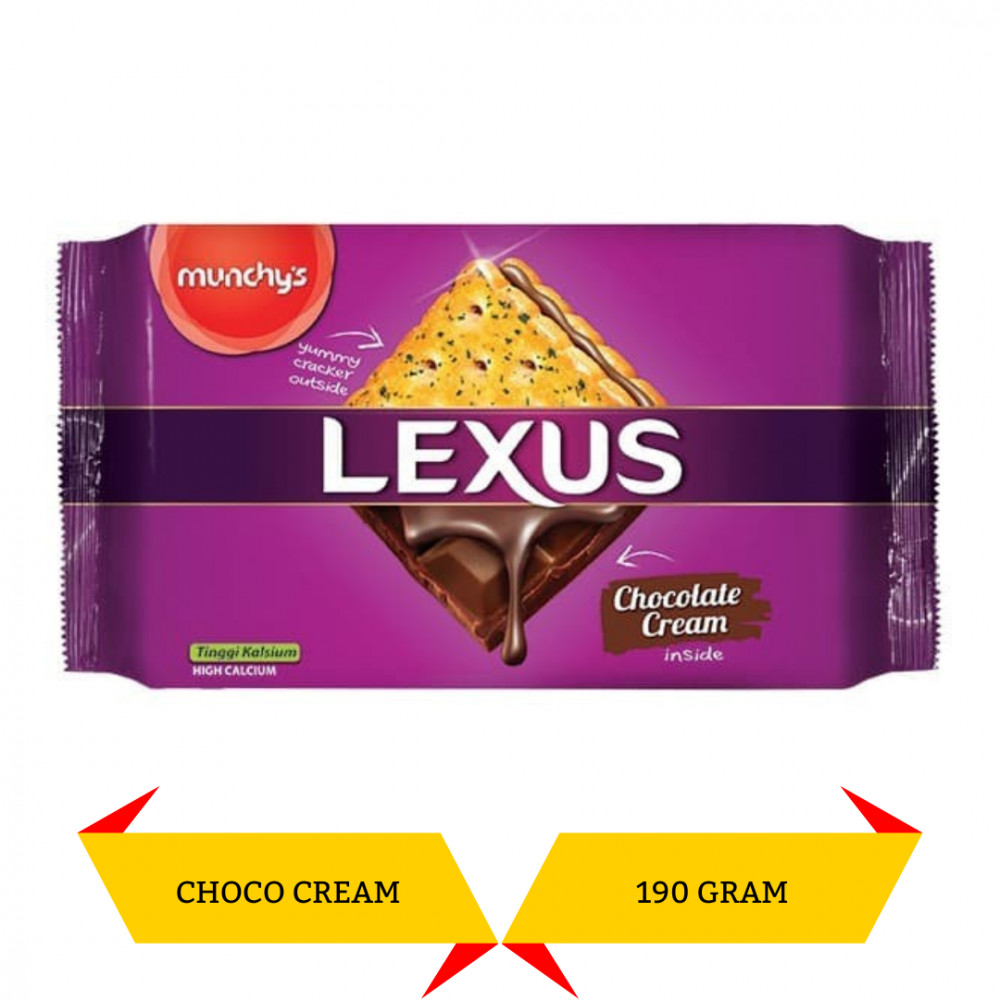 munchy's
yummy
cracker
outside
LEXUS
Chocolate
Cream
inside
Tinggi Kalsium
HIGH CALCIUM
CHOCO CREAM
190 GRAM